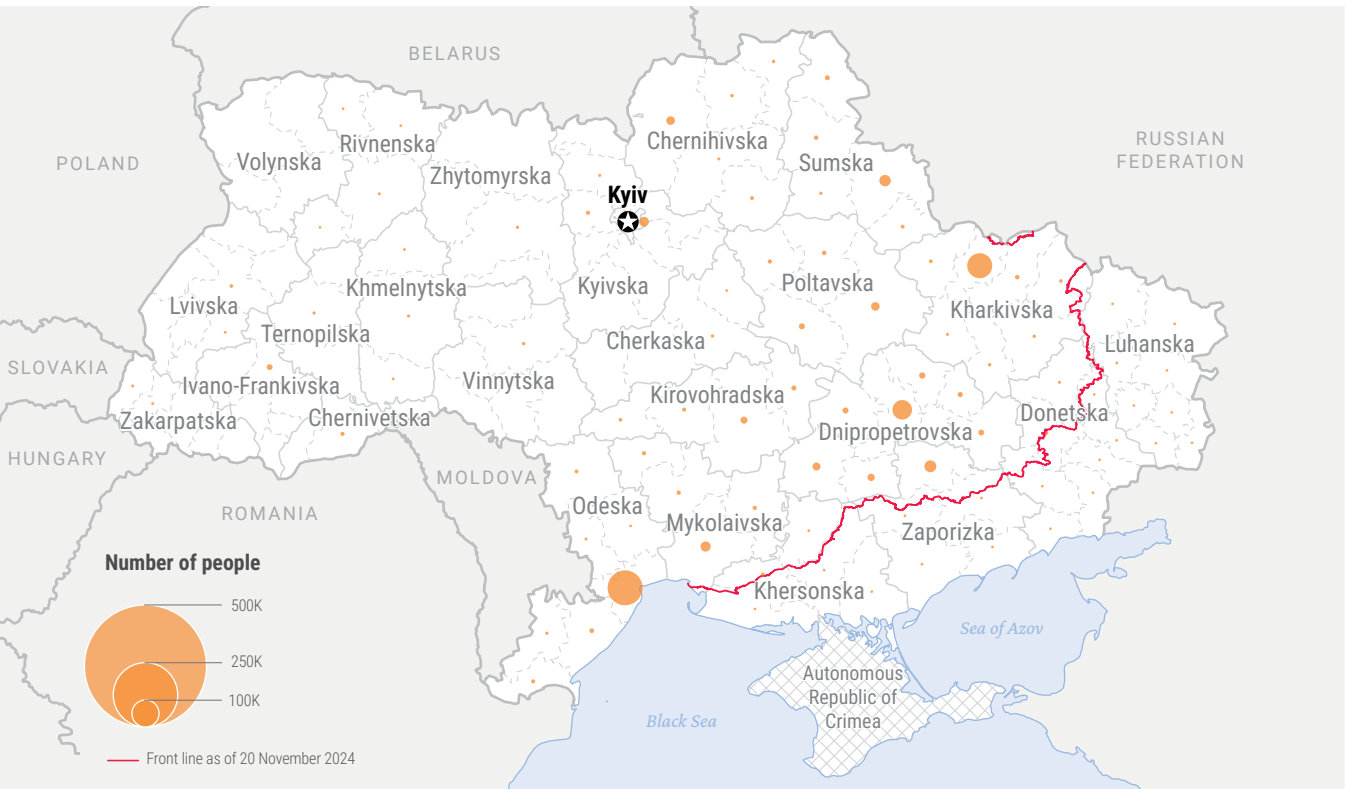 BELARUS
RUSSIAN
FEDERATION
POLAND
Chernihivska
Rivnenska
Volynska
Sumska
Zhytomyrska
Kyiv
Poltavska
Kyivska
Khmelnytska
Lvivska
Kharkivska
Ternopilska
Cherkaska
Luhanska
SLOVAKIA
Ivano-Frankivska
Vinnytska
Kirovohradska
Zakarpatska
Chernivetska
Donetska
Dnipropetrovska
HUNGARY
MOLDOVA
Odeska
ROMANIA
Mykolaivska
Zaporizka
Number of people
Khersonska
500K
Sea of Azov
250K
Autonomous
Republic of
Crimea
100K
Black Sea
Front line as of 20 November 2024